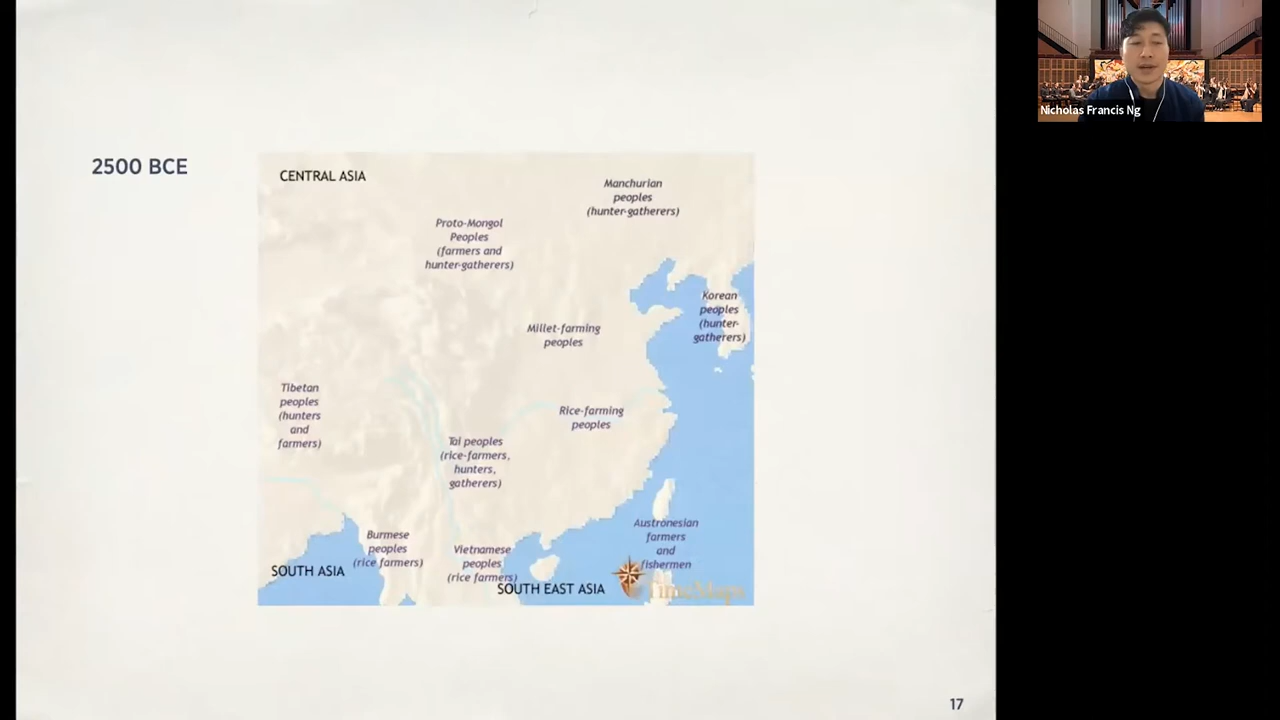 2500 BCE
CENTRAL ASIA
Manchurian
peoples
(hunter-gatherers)
Proto-Mongol
Peoples
(farmers and
hunter-gatherers)
Korean
peoples
(hunter-
gatherers)
Millet-farming
peoples
Tibetan
peoples
(hunters
and
farmers)
Rice-farming
peoples
Tai peoples
(rice-farmers,
hunters,
gatherers)
Austronesian
farmers
and
fishermen
Burmese
peoples
(rice farmers)
Vietnamese
peoples
(rice farmers)
SOUTH ASIA
SOUTH EAST ASIA
TimeMaps
17
Nicholas Francis Ng